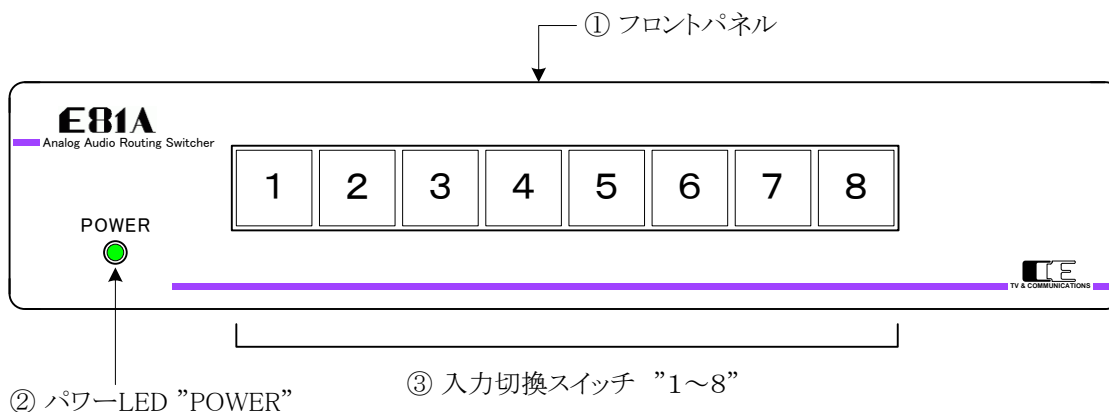 ① フロントパネル
E81A
Analog Audio Routing Switcher
1 2 3 4 5 6 7 8
POWER
TV & COMMUNICATIONS
③ 入力切換スイッチ ”1～8”
② パワーLED ”POWER”